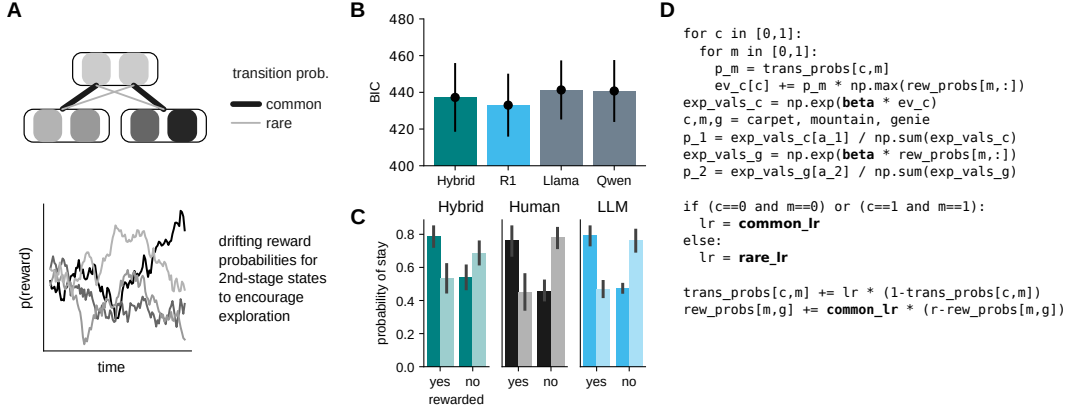 A
transition prob.
common
rare
p(reward)
time
drifting reward
probabilities for
2nd-stage states
to encourage
exploration
B
480
460
440
420
400
BIC
Hybrid
R1
Llama
Qwen
C
Hybrid
Human
LLM
probability of stay
0.8
0.6
0.4
0.2
0.0
yes
no
yes
no
yes
no
rewarded
D
for c in [0,1]:
  for m in [0,1]:
    p_m = trans_probs[c,m]
    ev_c[c] += p_m * np.max(rew_probs[m,:])
exp_vals_c = np.exp(beta * ev_c)
c,m,g = carpet, mountain, genie
p_1 = exp_vals_c[a_1] / np.sum(exp_vals_c)
exp_vals_g = np.exp(beta * rew_probs[m,:])
p_2 = exp_vals_g[a_2] / np.sum(exp_vals_g)
if (c==0 and m==0) or (c==1 and m==1):
  lr = common_lr
else:
  lr = rare_lr
trans_probs[c,m] += lr * (1-trans_probs[c,m])
rew_probs[m,g] += common_lr * (r-rew_probs[m,g])